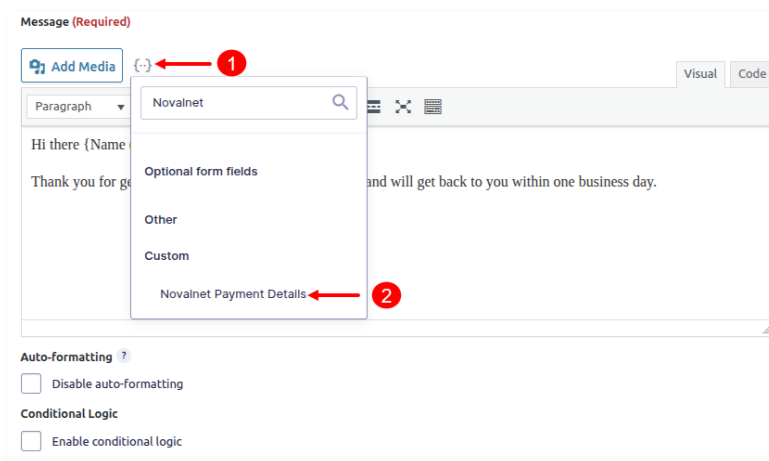 Message (Required)
Add Media {··} 1
Visual Code
Paragraph
Novalnet
Hi there {Name
Optional form fields
Thank you for ge and will get back to you within one business day.
Other
Custom
Novalnet Payment Details 2
Auto-formatting ?
Disable auto-formatting
Conditional Logic
Enable conditional logic